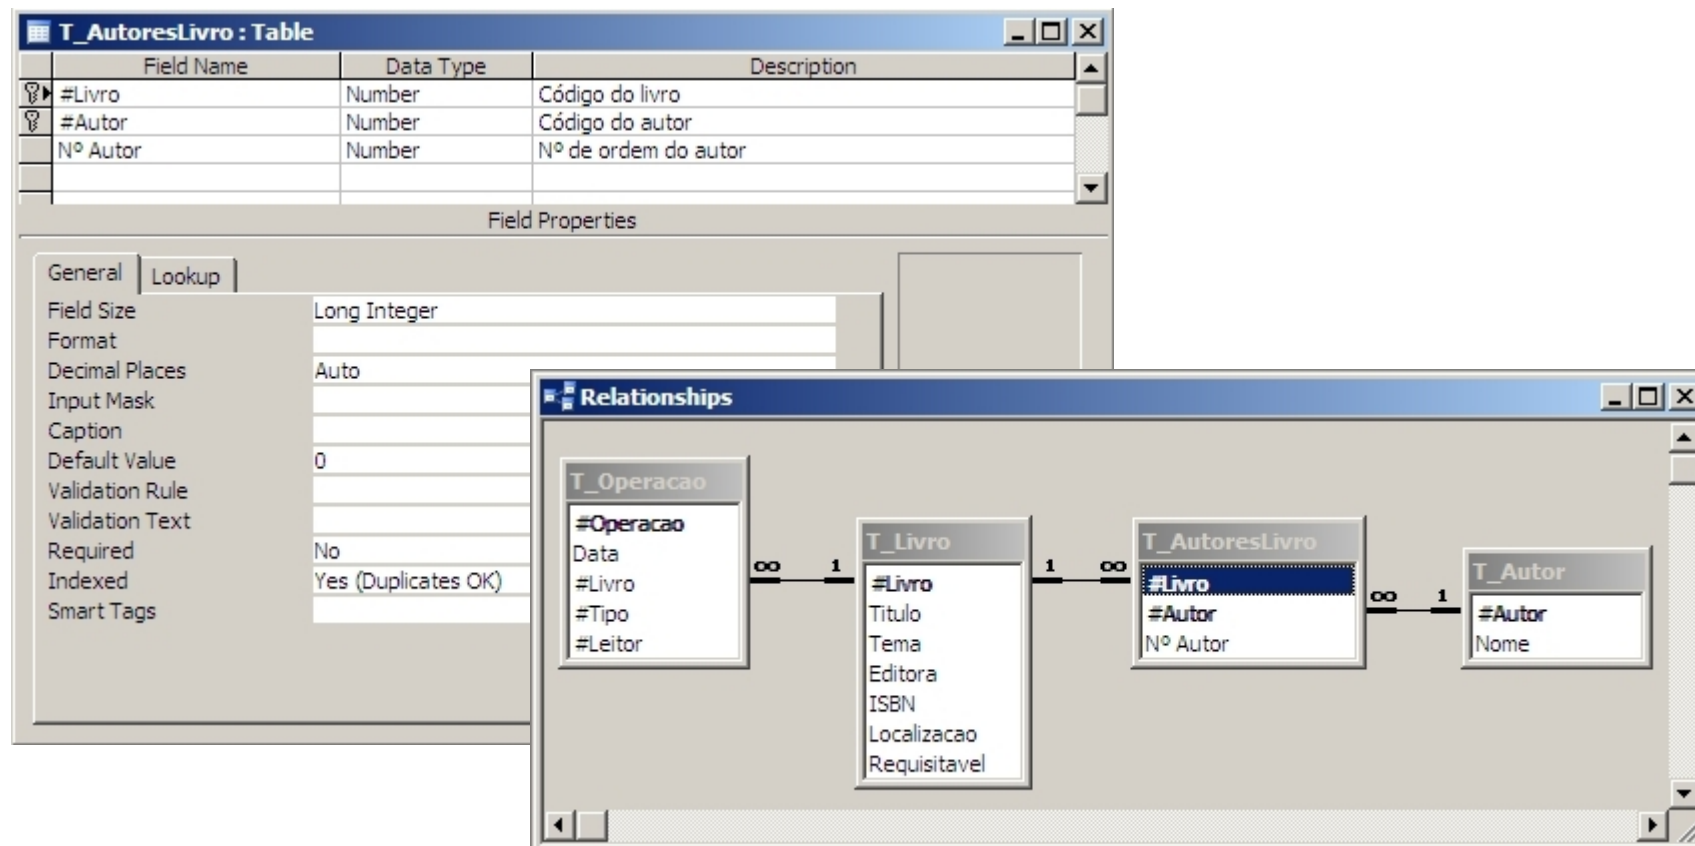 T_AutoresLivro : Table
Field Name Data Type Description
#Livro Number Código do livro
#Autor Number Código do autor
Nº Autor Number Nº de ordem do autor
Field Properties
General Lookup
Field Size Long Integer
Format
Decimal Places Auto
Input Mask
Caption
Default Value 0
Validation Rule
Validation Text
Required No
Indexed Yes (Duplicates OK)
Smart Tags
Relationships
T_Operacao
#Operacao
Data
#Livro
#Tipo
#Leitor
∞ 1
T_Livro
#Livro
Titulo
Tema
Editora
ISBN
Localizacao
Requisitavel
1 ∞
T_AutoresLivro
#Livro
#Autor
Nº Autor
∞ 1
T_Autor
#Autor
Nome